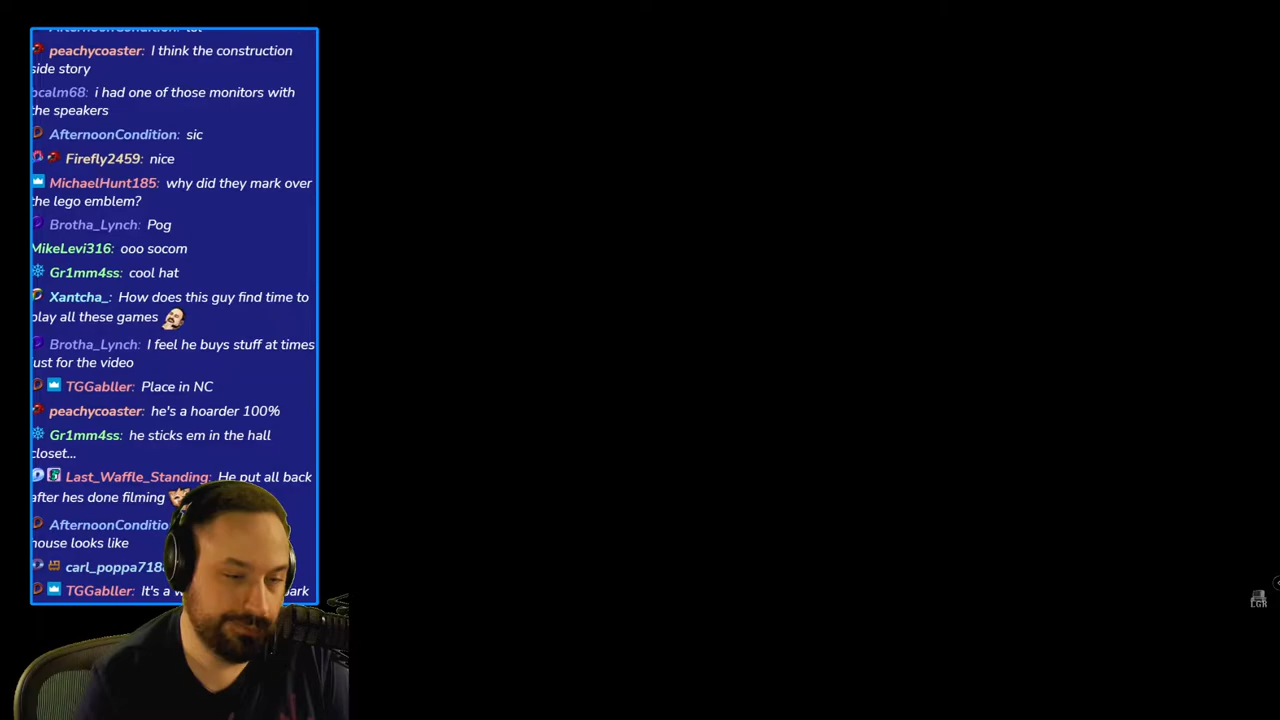 peachycoaster: I think the construction
side story
ocalm68: i had one of those monitors with
the speakers
AfternoonCondition: sic
Firefly2459: nice
MichaelHunt185: why did they mark over
the lego emblem?
Brotha_Lynch: Pog
MikeLevi316: ooo socom
Gr1mm4ss: cool hat
Xantcha_: How does this guy find time to
play all these games
Brotha_Lynch: I feel he buys stuff at times
just for the video
TGGabller: Place in NC
peachycoaster: he's a hoarder 100%
Gr1mm4ss: he sticks em in the hall
closet...
Last_Waffle_Standing: He put all back
after hes done filming
AfternoonConditio
house looks like
carl_poppa718
TGGabller: It's a
LGR